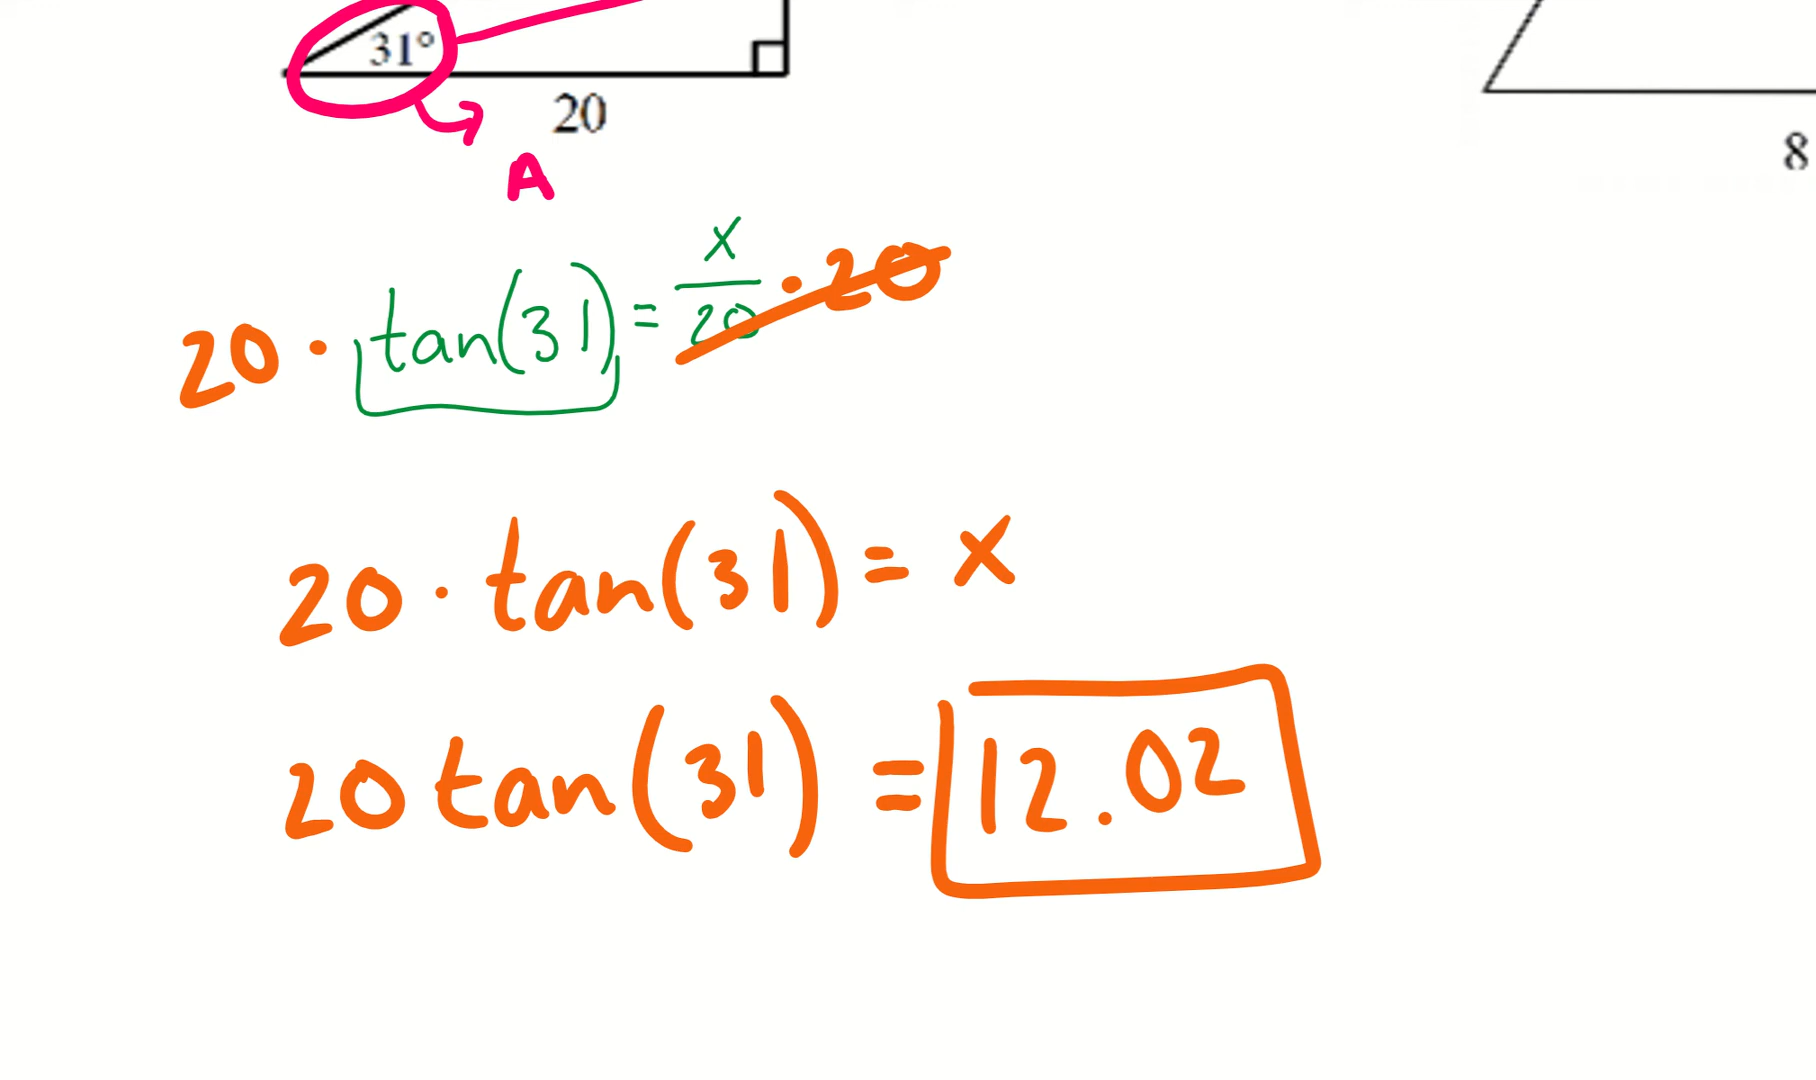 31°
20
8
A
20 · tan(31) = x/20 · 20
20 · tan(31) = x
20 tan(31) = 12.02